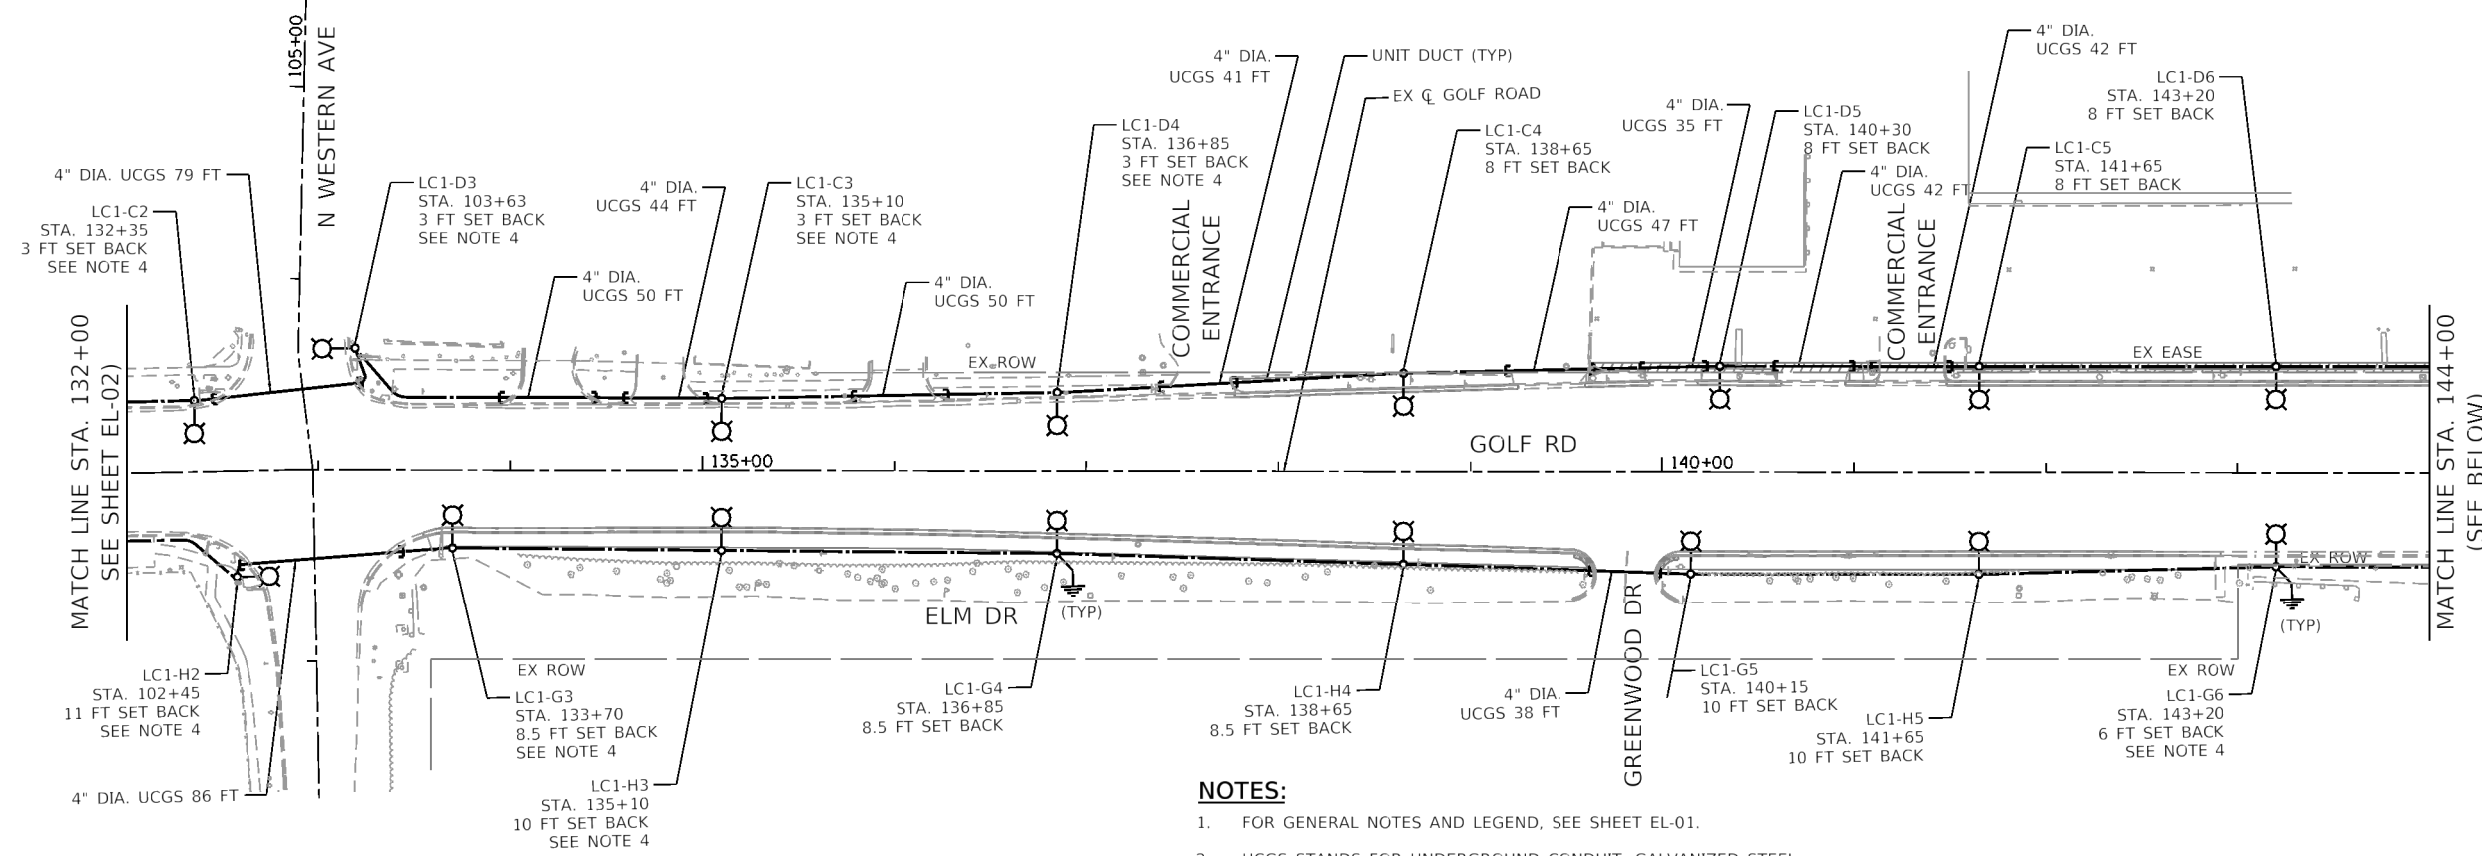 105+00
N WESTERN AVE
4" DIA. UCGS 79 FT
LC1-C2
STA. 132+35
3 FT SET BACK
SEE NOTE 4
LC1-D3
STA. 103+63
3 FT SET BACK
SEE NOTE 4
4" DIA.
UCGS 50 FT
4" DIA.
UCGS 44 FT
LC1-C3
STA. 135+10
3 FT SET BACK
SEE NOTE 4
4" DIA.
UCGS 50 FT
LC1-D4
STA. 136+85
3 FT SET BACK
SEE NOTE 4
4" DIA.
UCGS 41 FT
UNIT DUCT (TYP)
EX ℄ GOLF ROAD
COMMERCIAL
ENTRANCE
LC1-C4
STA. 138+65
8 FT SET BACK
4" DIA.
UCGS 47 FT
4" DIA.
UCGS 35 FT
LC1-D5
STA. 140+30
8 FT SET BACK
4" DIA.
UCGS 42 FT
COMMERCIAL
ENTRANCE
4" DIA.
UCGS 42 FT
LC1-C5
STA. 141+65
8 FT SET BACK
LC1-D6
STA. 143+20
8 FT SET BACK
MATCH LINE STA. 132+00
(SEE SHEET EL-02)
EX ROW
EX EASE
GOLF RD
135+00
140+00
MATCH LINE STA. 144+00
(SEE BELOW)
EX ROW
ELM DR
(TYP)
(TYP)
GREENWOOD DR
LC1-H2
STA. 102+45
11 FT SET BACK
SEE NOTE 4
4" DIA. UCGS 86 FT
EX ROW
LC1-G3
STA. 133+70
8.5 FT SET BACK
SEE NOTE 4
LC1-H3
STA. 135+10
10 FT SET BACK
SEE NOTE 4
LC1-G4
STA. 136+85
8.5 FT SET BACK
LC1-H4
STA. 138+65
8.5 FT SET BACK
4" DIA.
UCGS 38 FT
LC1-G5
STA. 140+15
10 FT SET BACK
LC1-H5
STA. 141+65
10 FT SET BACK
EX ROW
LC1-G6
STA. 143+20
6 FT SET BACK
SEE NOTE 4
NOTES:
1. FOR GENERAL NOTES AND LEGEND, SEE SHEET EL-01.
2. UCGS STANDS FOR UNDERGROUND CONDUIT, GALVANIZED STEEL